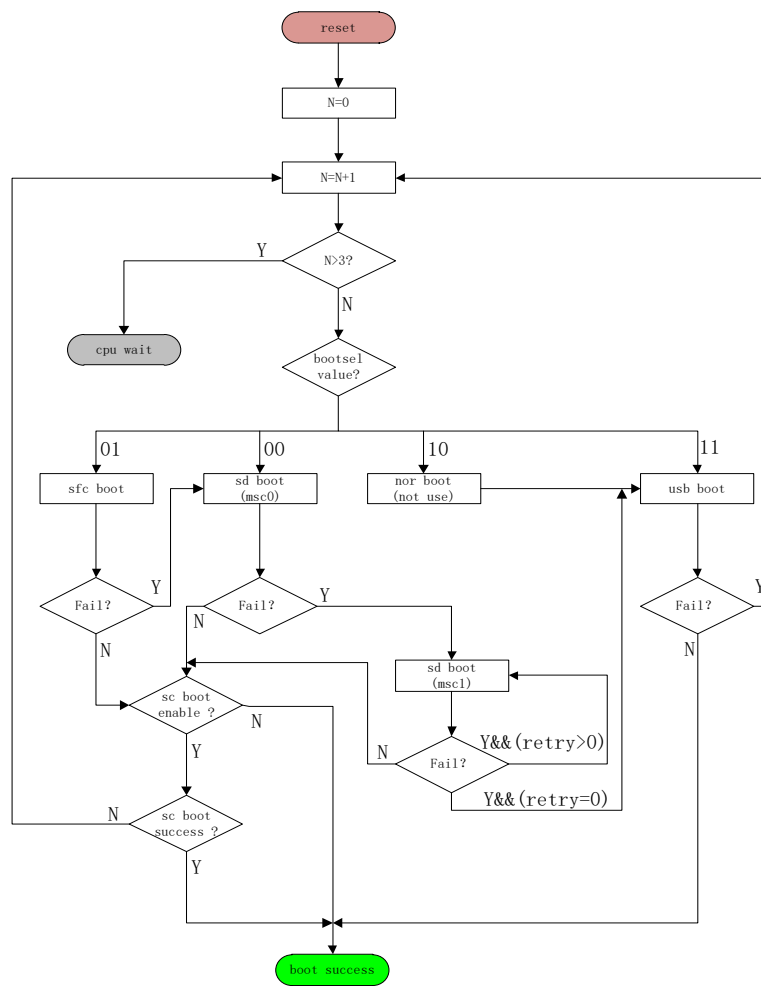 reset
N=0
N=N+1
N>3?
Y
N
cpu wait
bootsel
value?
01
00
10
11
sfc boot
sd boot
(msc0)
nor boot
(not use)
usb boot
Fail?
Y
N
Fail?
Y
N
Fail?
Y
N
sd boot
(msc1)
sc boot
enable ?
N
Y
Fail?
N
Y&&(retry>0)
Y&&(retry=0)
sc boot
success ?
N
Y
boot success